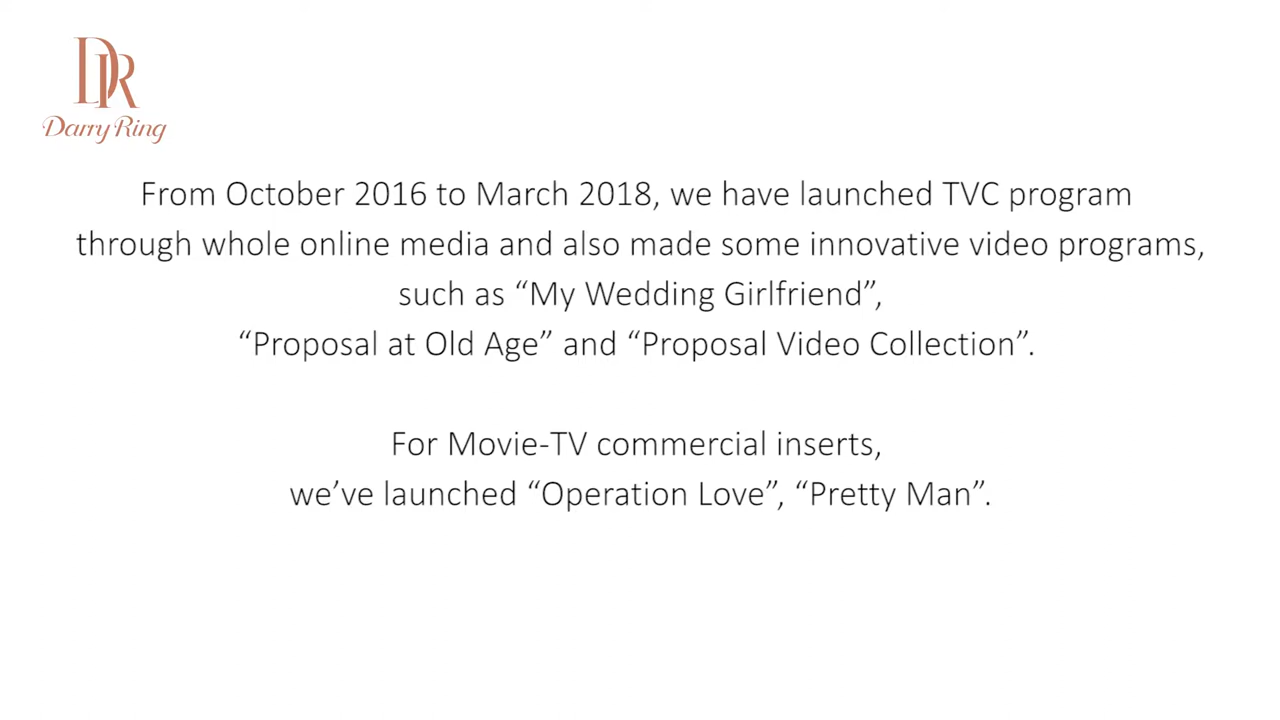 DR
Darry Ring
From October 2016 to March 2018, we have launched TVC program
through whole online media and also made some innovative video programs,
such as “My Wedding Girlfriend”,
“Proposal at Old Age” and “Proposal Video Collection”.
For Movie-TV commercial inserts,
we’ve launched “Operation Love”, “Pretty Man”.